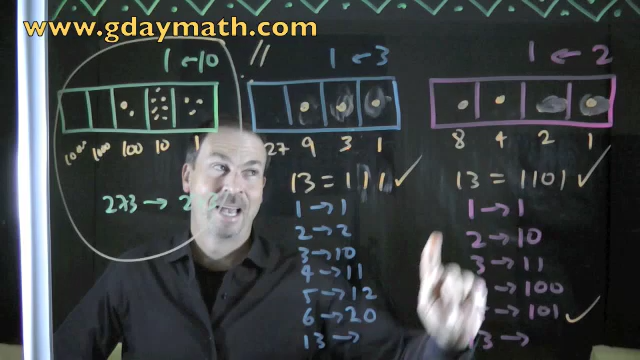 www.gdaymath.com
1 ← 10
1 ← 3
1 ← 2
100 10 1
27 9 3 1
8 4 2 1
13 = 111 ✓
13 = 1101 ✓
273 →
1 → 1
2 → 2
3 → 10
4 → 11
5 → 12
6 → 20
13 →
1 → 1
2 → 10
3 → 11
→ 100
→ 101 ✓
13 →